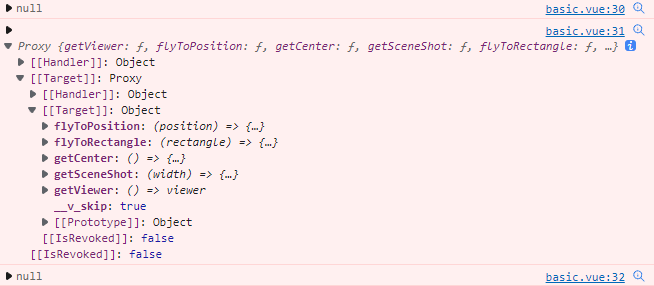 null basic.vue:30
basic.vue:31
Proxy {getViewer: ƒ, flyToPosition: ƒ, getCenter: ƒ, getSceneShot: ƒ, flyToRectangle: ƒ, …} i
[[Handler]]: Object
[[Target]]: Proxy
[[Handler]]: Object
[[Target]]: Object
flyToPosition: (position) => {…}
flyToRectangle: (rectangle) => {…}
getCenter: () => {…}
getSceneShot: (width) => {…}
getViewer: () => viewer
__v_skip: true
[[Prototype]]: Object
[[IsRevoked]]: false
[[IsRevoked]]: false
null basic.vue:32